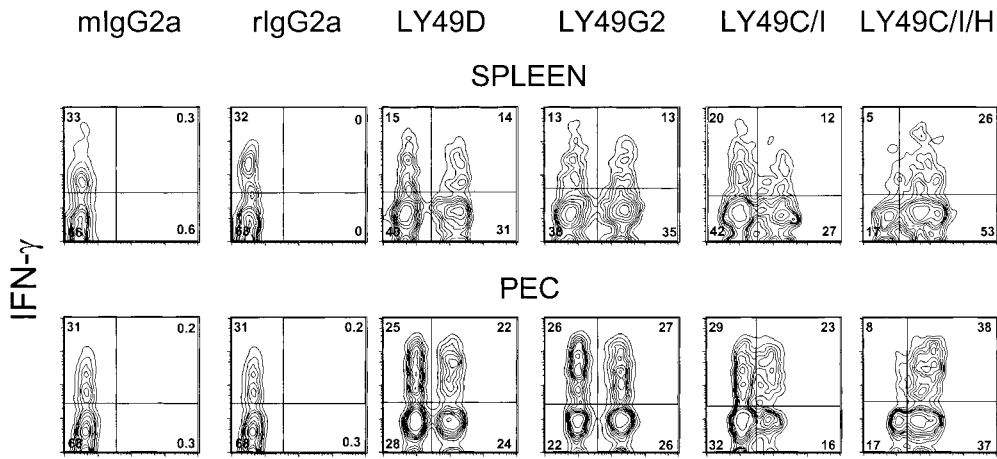 mIgG2a rIgG2a LY49D LY49G2 LY49C/I LY49C/I/H
SPLEEN
33 0.3 32 0 15 14 13 13 20 12 5 26
0.6 0 40 31 38 35 42 27 17 53
IFN-γ
PEC
31 0.2 31 0.2 25 22 26 27 29 23 8 38
68 0.3 68 0.3 28 24 22 26 32 16 17 37